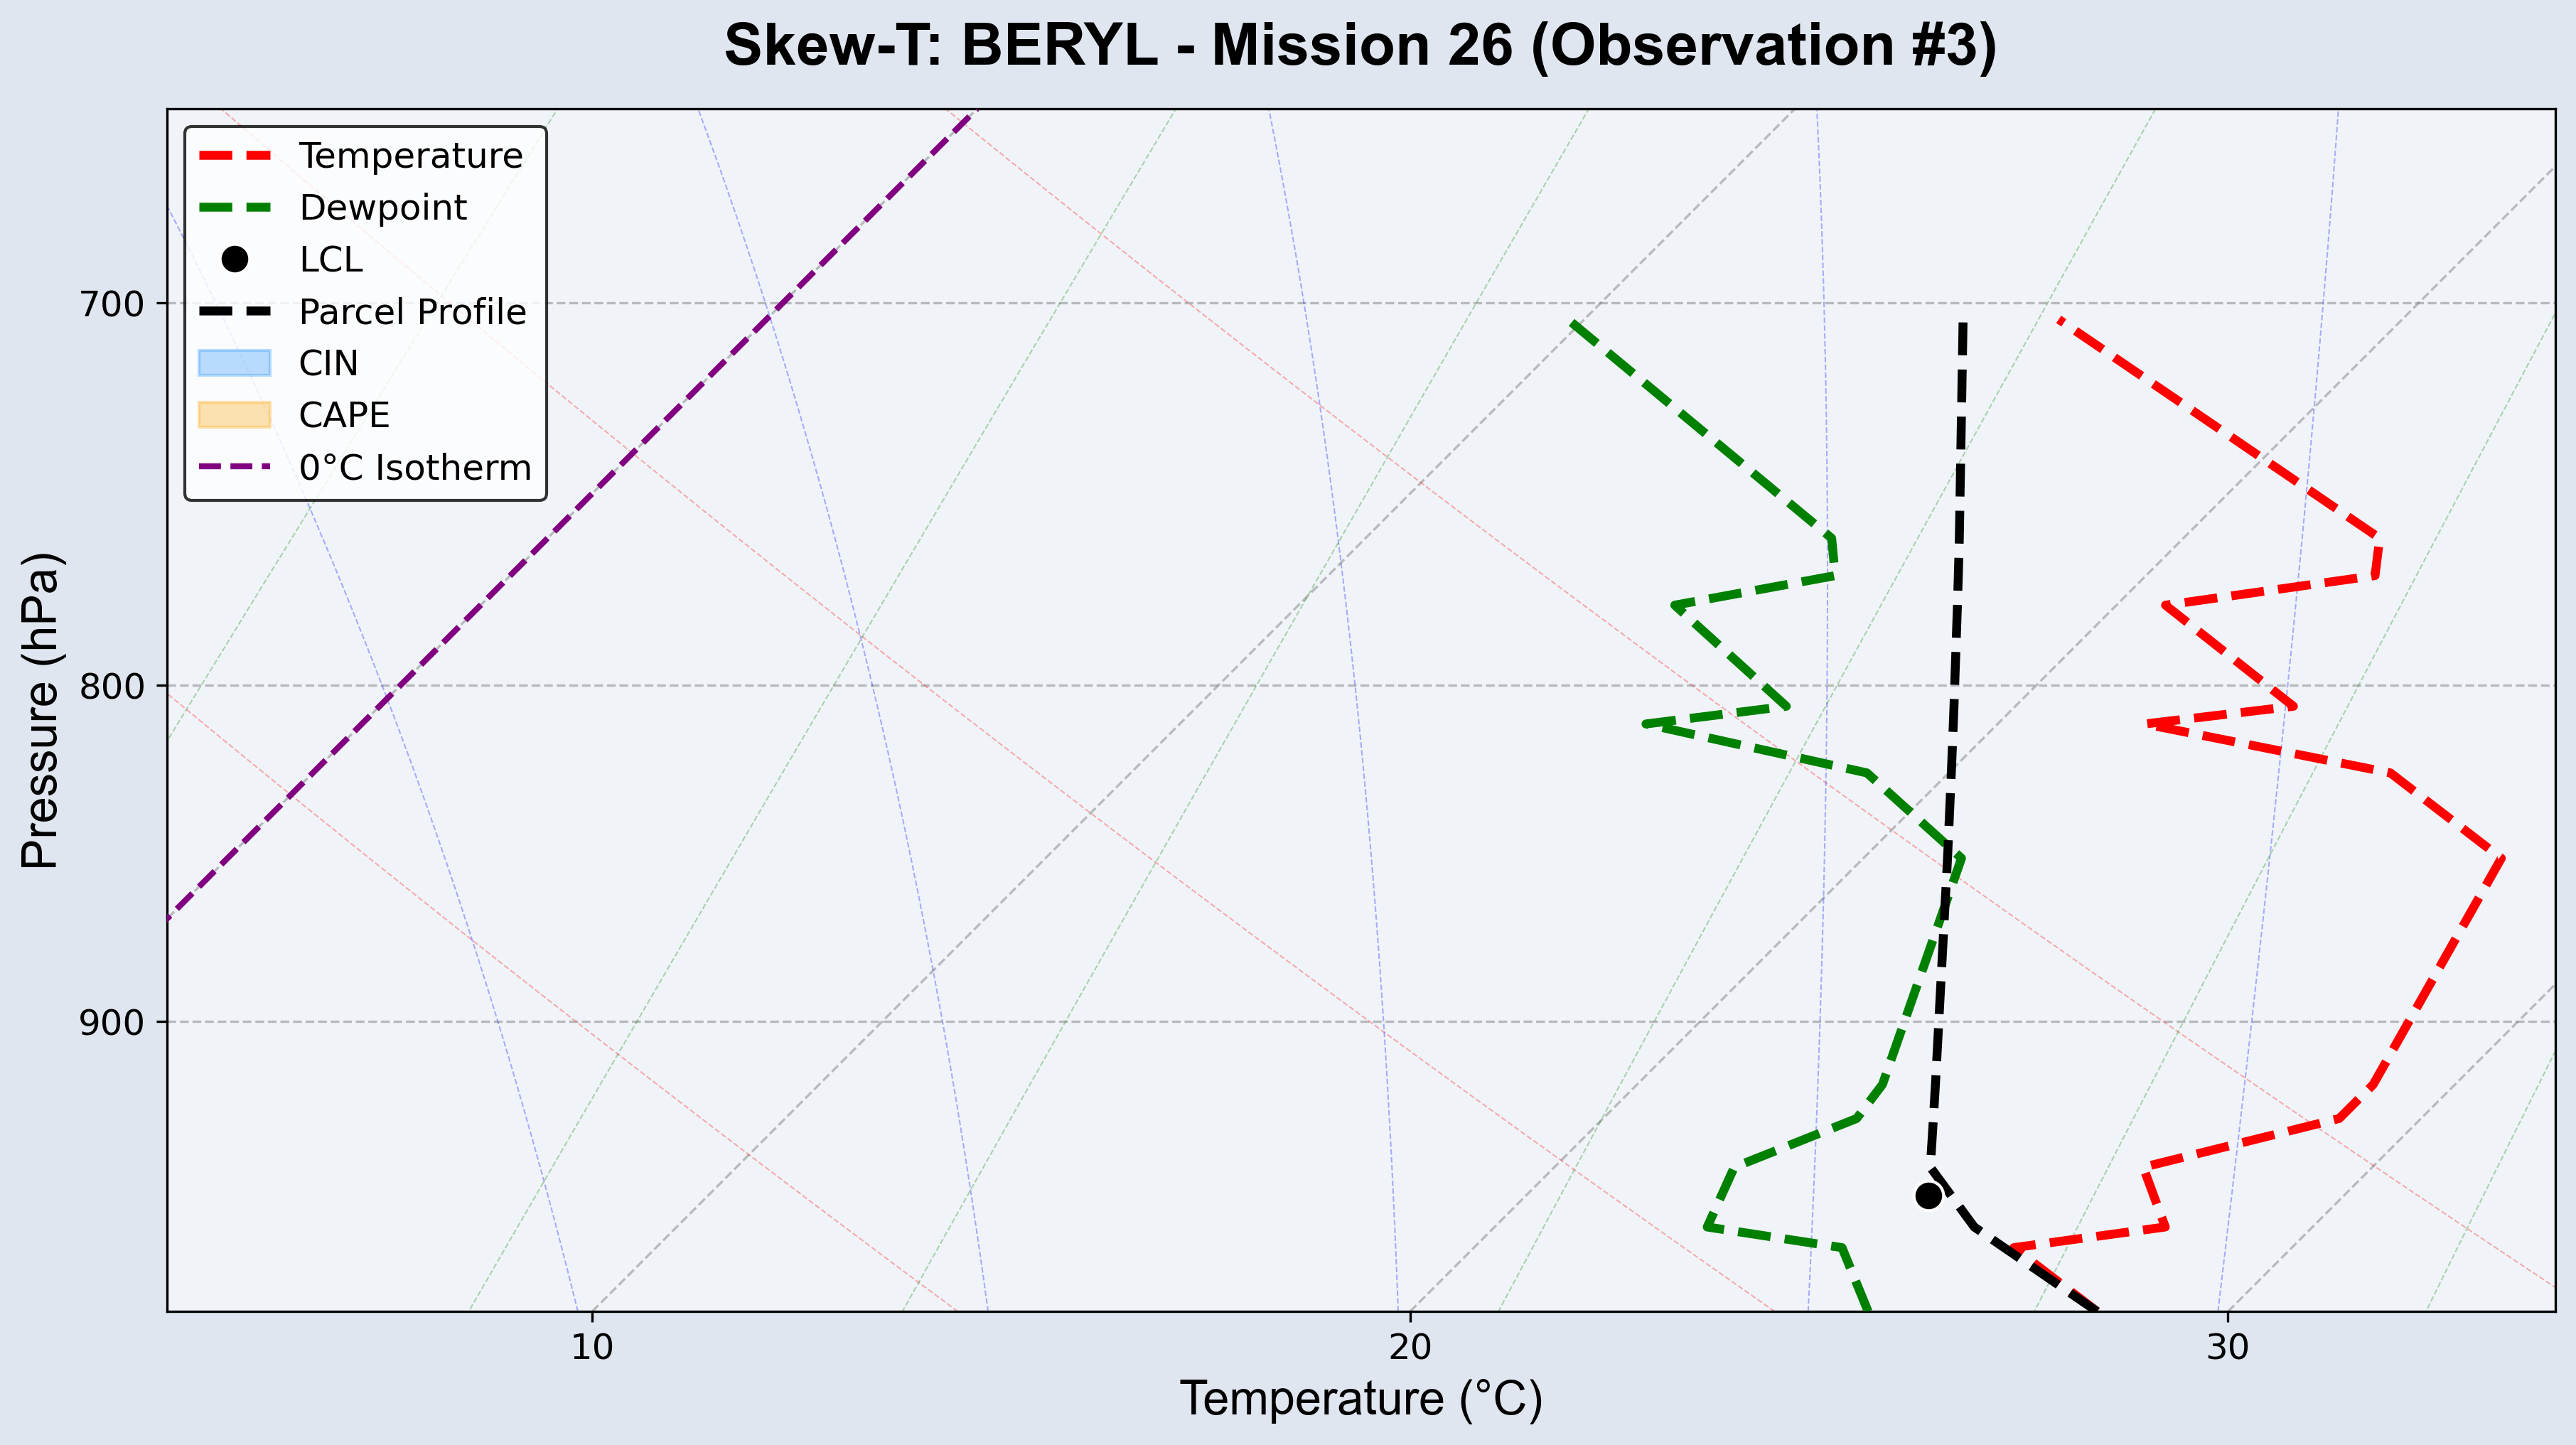 Skew-T: BERYL - Mission 26 (Observation #3)
Temperature
Dewpoint
LCL
Parcel Profile
CIN
CAPE
0°C Isotherm
Pressure (hPa)
700
800
900
10
20
30
Temperature (°C)